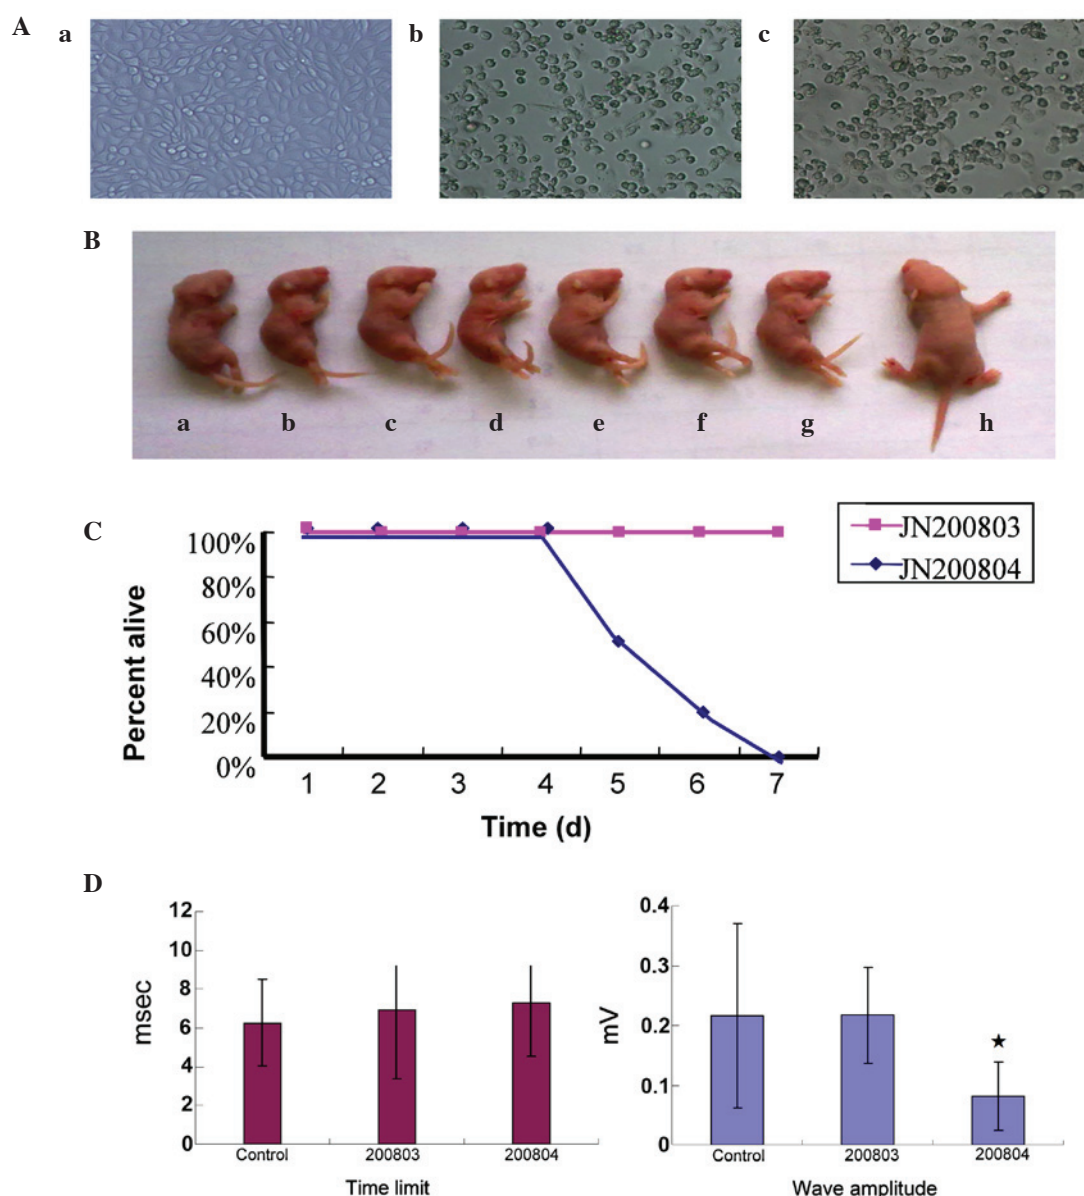 A a b c
B
a b c d e f g h
C
JN200803
JN200804
100%
80%
60%
40%
20%
0%
Percent alive
1 2 3 4 5 6 7
Time (d)
D
12
10
8
6
4
2
0
msec
Control 200803 200804
Time limit
0.4
0.3
0.2
0.1
0
mV
★
Control 200803 200804
Wave amplitude